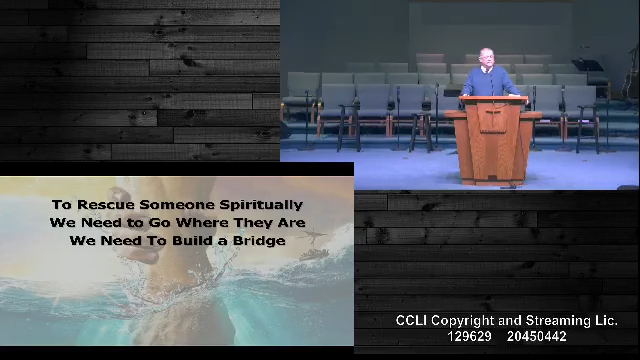 To Rescue Someone Spiritually
We Need to Go Where They Are
We Need To Build a Bridge
CCLI Copyright and Streaming Lic.
129629 20450442